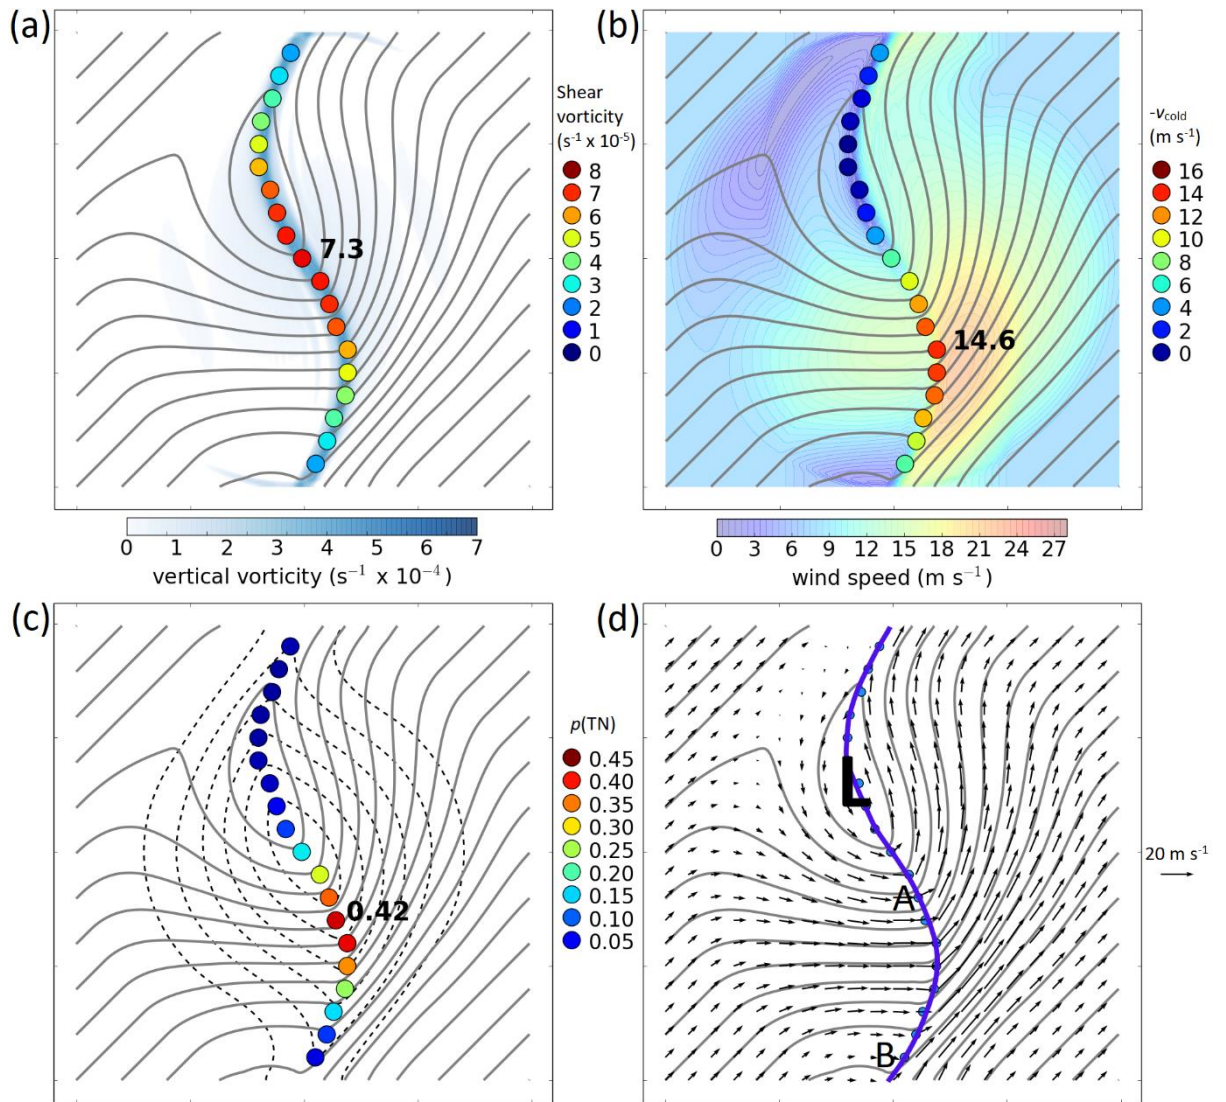 (a)
Shear
vorticity
(s⁻¹ x 10⁻⁵)
8
7
6
5
4
3
2
1
0
7.3
0 1 2 3 4 5 6 7
vertical vorticity (s⁻¹ x 10⁻⁴)
(b)
-v_cold
(m s⁻¹)
16
14
12
10
8
6
4
2
0
14.6
0 3 6 9 12 15 18 21 24 27
wind speed (m s⁻¹)
(c)
p(TN)
0.45
0.40
0.35
0.30
0.25
0.20
0.15
0.10
0.05
0.42
(d)
L
A
B
20 m s⁻¹